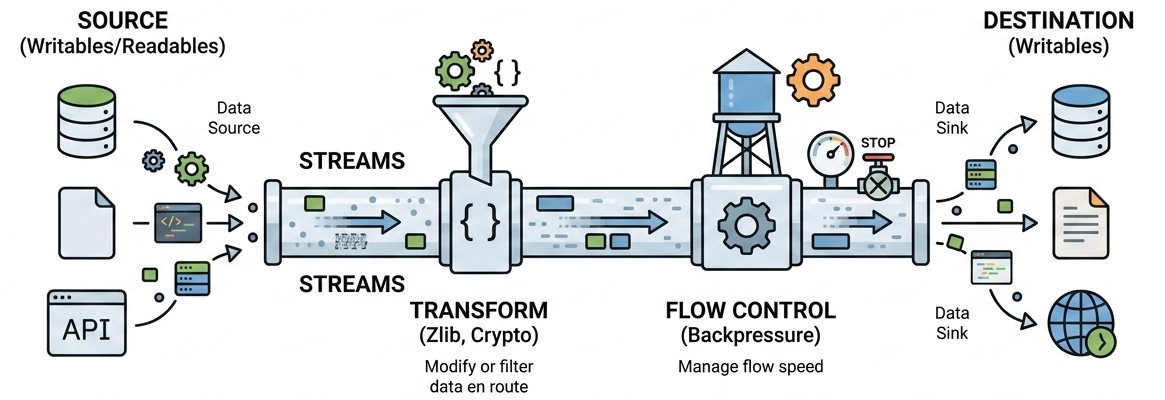 SOURCE
(Writables/Readables)
Data
Source
</>
API
STREAMS
STREAMS
{ }
{ }
TRANSFORM
(Zlib, Crypto)
Modify or filter
data en route
STOP
FLOW CONTROL
(Backpressure)
Manage flow speed
DESTINATION
(Writables)
Data
Sink
Data
Sink